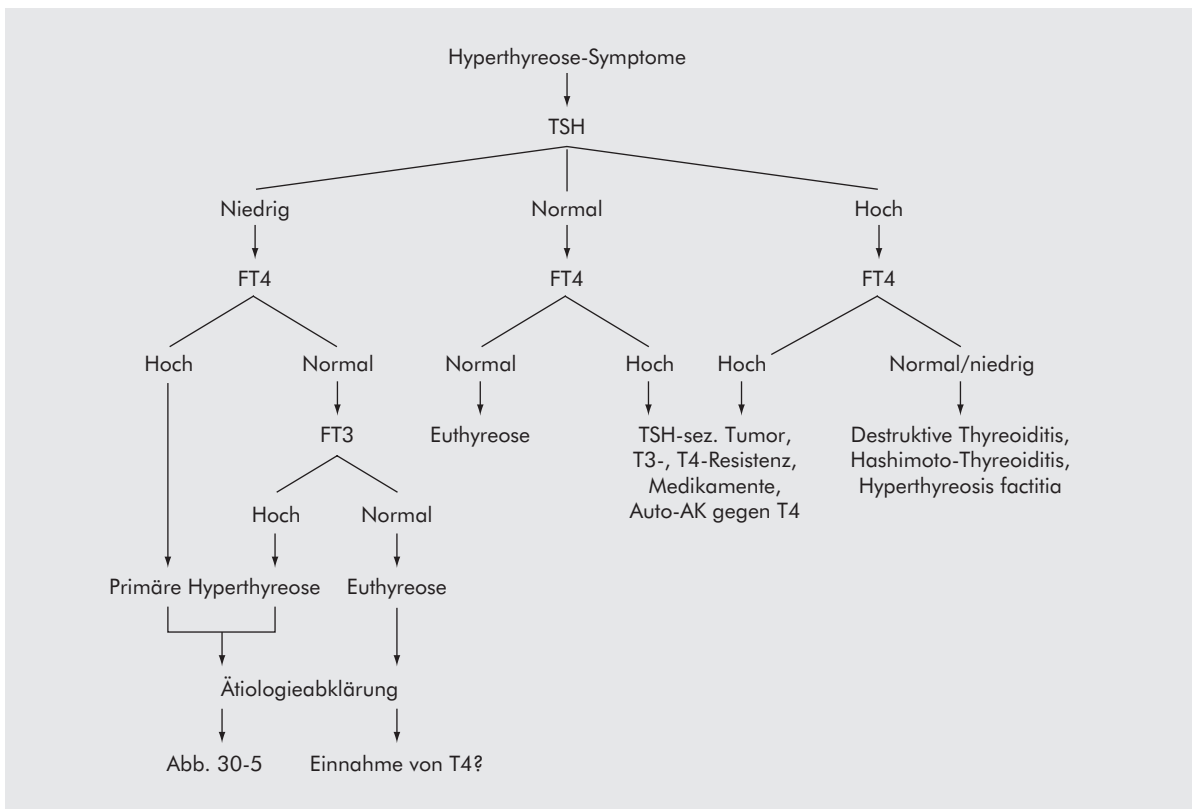 Hyperthyreose-Symptome
TSH
Niedrig
Normal
Hoch
FT4
FT4
FT4
Hoch
Normal
Normal
Hoch
Hoch
Normal/niedrig
FT3
Euthyreose
TSH-sez. Tumor,
T3-, T4-Resistenz,
Medikamente,
Auto-AK gegen T4
Destruktive Thyreoiditis,
Hashimoto-Thyreoiditis,
Hyperthyreosis factitia
Hoch
Normal
Primäre Hyperthyreose
Euthyreose
Ätiologieabklärung
Abb. 30-5
Einnahme von T4?